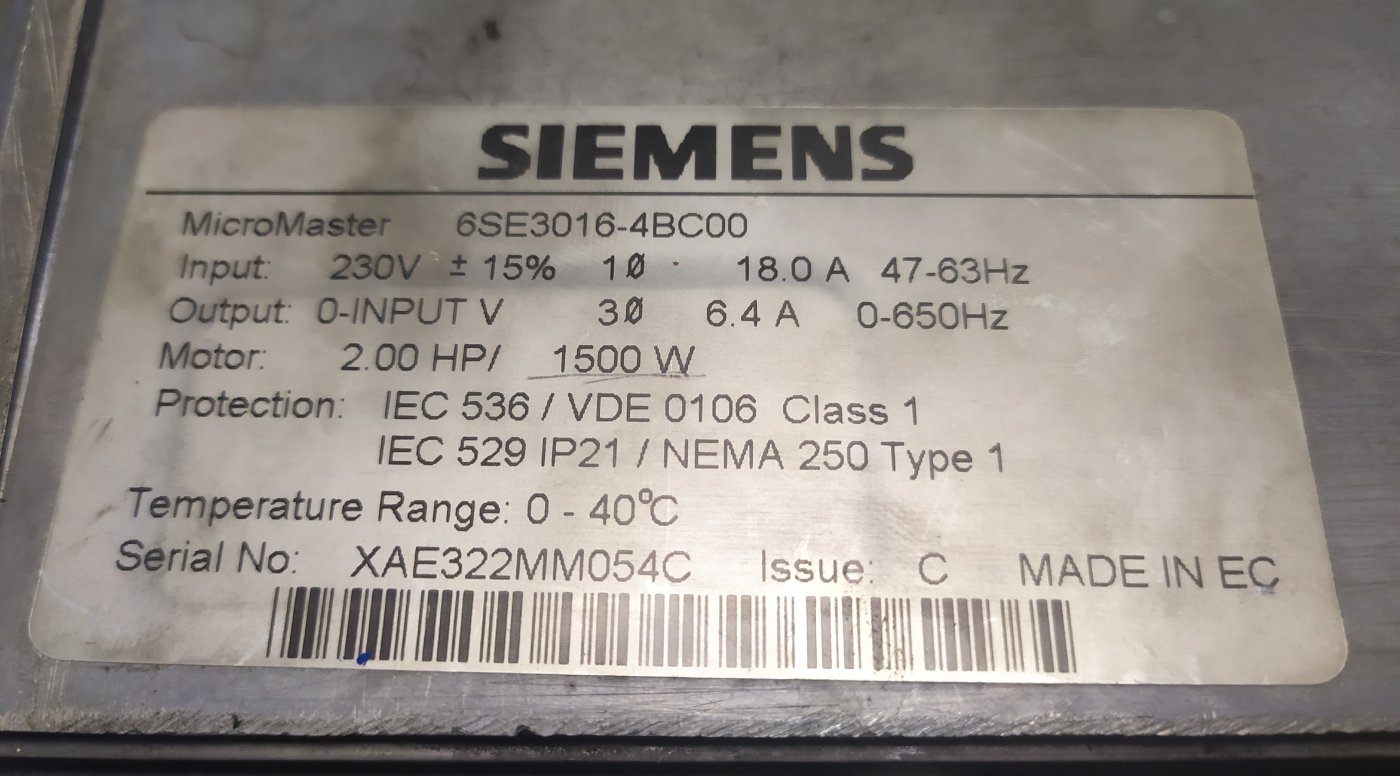 SIEMENS
MicroMaster 6SE3016-4BC00
Input: 230V ± 15% 1Ø 18.0 A 47-63Hz
Output: 0-INPUT V 3Ø 6.4 A 0-650Hz
Motor: 2.00 HP/ 1500 W
Protection: IEC 536 / VDE 0106 Class 1
IEC 529 IP21 / NEMA 250 Type 1
Temperature Range: 0 - 40°C
Serial No: XAE322MM054C Issue: C MADE IN EC